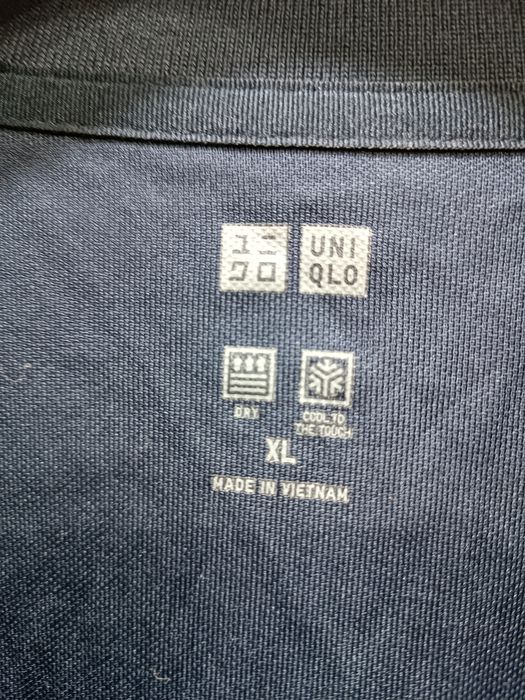 ユニ UNI
クロ QLO
DRY COOL TO
THE TOUCH
XL
MADE IN VIETNAM